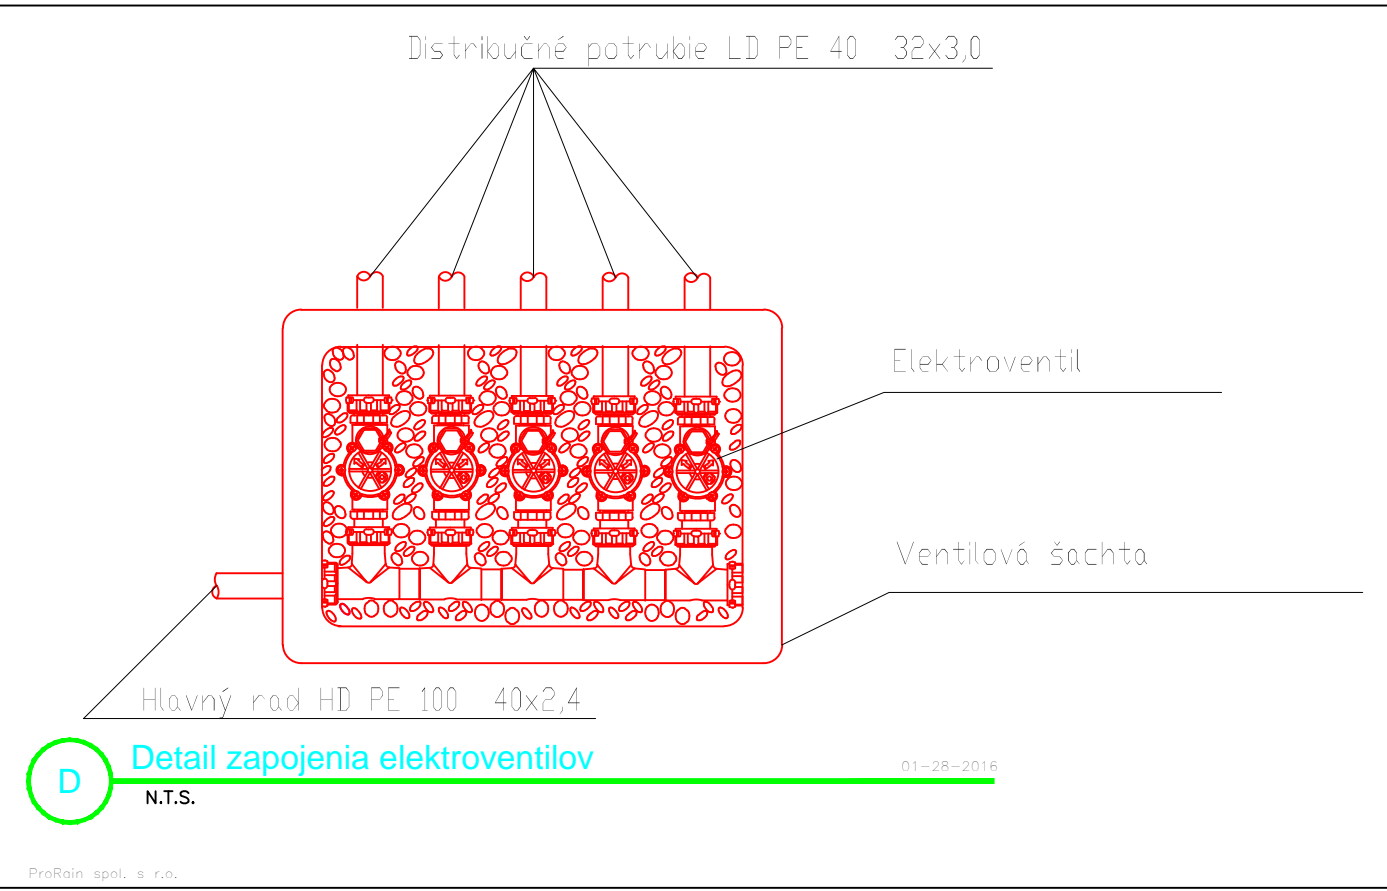 Distribučné potrubie LD PE 40 32x3,0
Elektroventil
Ventilová šachta
Hlavný rad HD PE 100 40x2,4
D
Detail zapojenia elektroventilov
01-28-2016
N.T.S.
ProRain spol. s r.o.